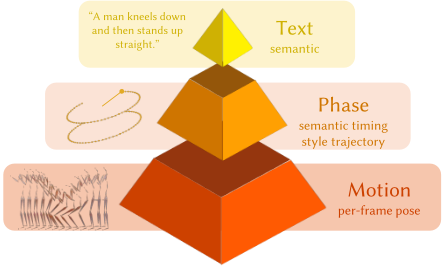 “A man kneels down
and then stands up
straight.”
Text
semantic
Phase
semantic timing
style trajectory
Motion
per-frame pose